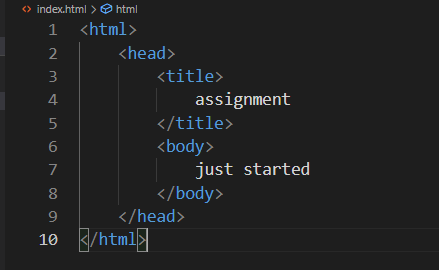 index.html > html
1 <html>
2     <head>
3         <title>
4             assignment
5         </title>
6         <body>
7             just started
8         </body>
9     </head>
10 </html>